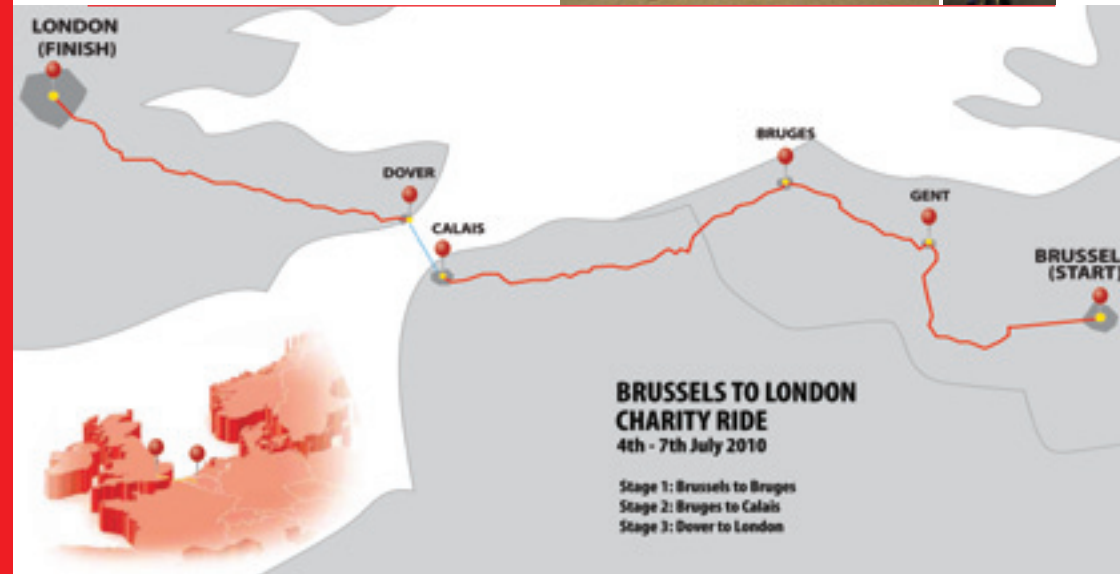 LONDON
(FINISH)
DOVER
CALAIS
BRUGES
GENT
BRUSSEL
(START)
BRUSSELS TO LONDON
CHARITY RIDE
4th - 7th July 2010
Stage 1: Brussels to Bruges
Stage 2: Bruges to Calais
Stage 3: Dover to London